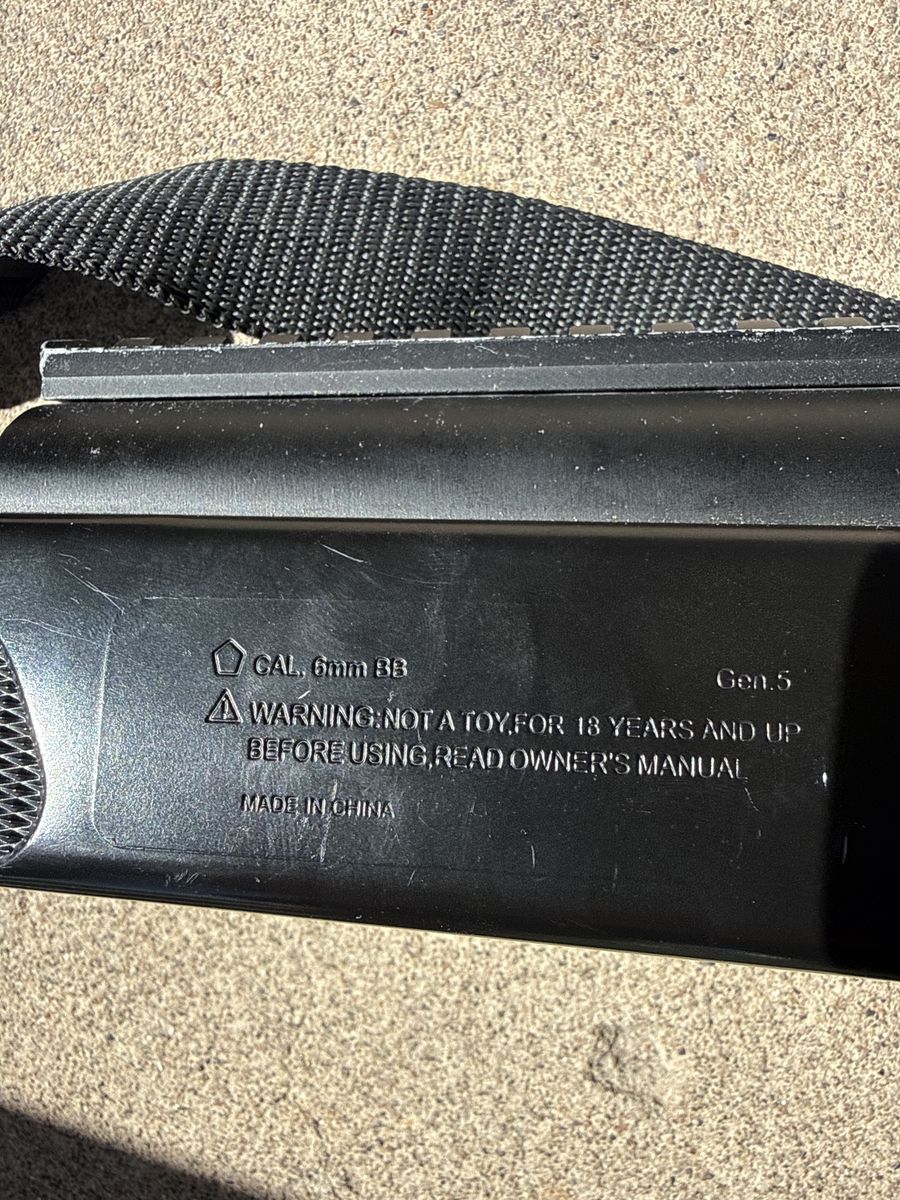 CAL, 6mm BB
Gen.5
WARNING:NOT A TOY,FOR 18 YEARS AND UP
BEFORE USING,READ OWNER'S MANUAL
MADE IN CHINA